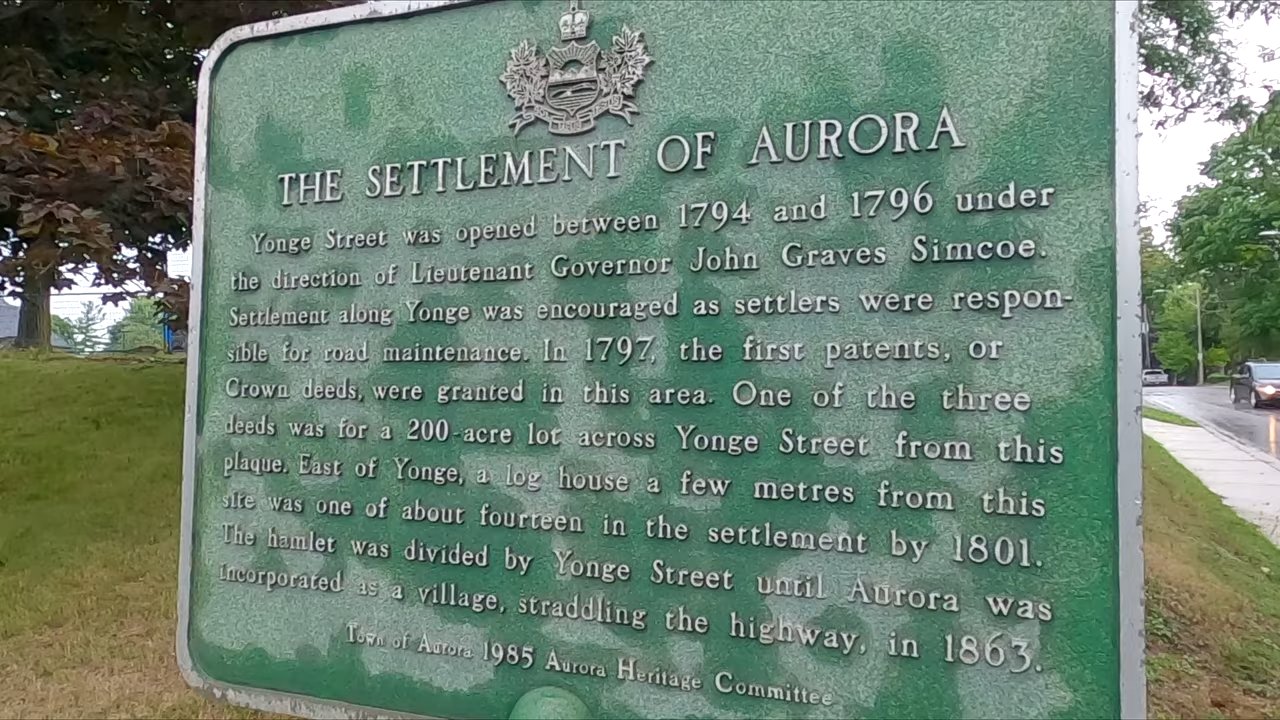 THE SETTLEMENT OF AURORA
Yonge Street was opened between 1794 and 1796 under
the direction of Lieutenant Governor John Graves Simcoe.
Settlement along Yonge was encouraged as settlers were respon-
sible for road maintenance. In 1797, the first patents, or
Crown deeds, were granted in this area. One of the three
deeds was for a 200-acre lot across Yonge Street from this
plaque. East of Yonge, a log house a few metres from this
site was one of about fourteen in the settlement by 1801.
The hamlet was divided by Yonge Street until Aurora was
incorporated as a village, straddling the highway, in 1863.
Town of Aurora 1985 Aurora Heritage Committee